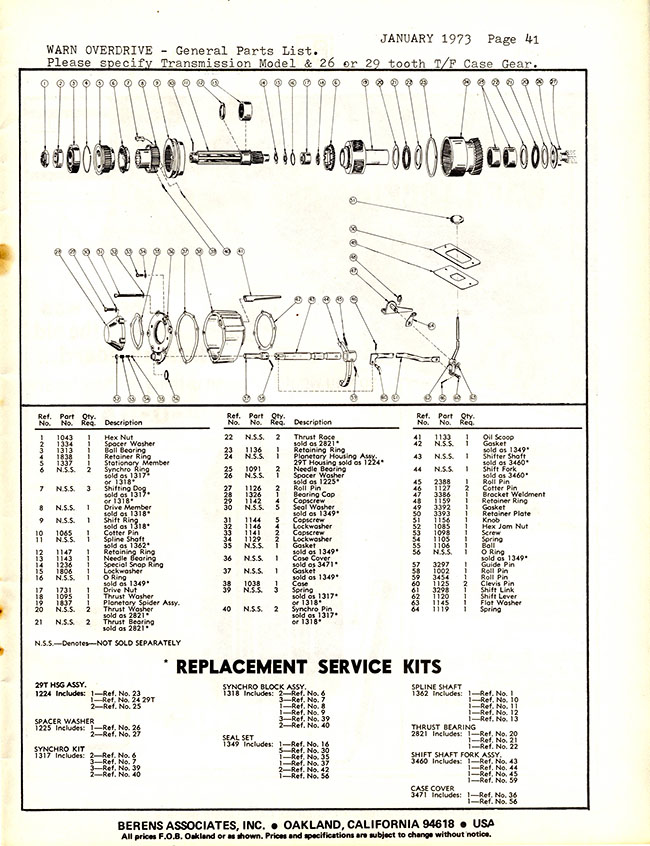 JANUARY 1973 Page 41
WARN OVERDRIVE - General Parts List.
Please specify Transmission Model & 26 or 29 tooth T/F Case Gear.
Ref. No. Part No. Qty. Req. Description
1 1043 1 Hex Nut
2 1334 1 Spacer Washer
3 1313 1 Ball Bearing
4 1838 1 Retainer Ring
5 1337 1 Stationary Member
6 N.S.S. 2 Synchro Ring
sold as 1317*
or 1318*
7 N.S.S. 3 Shifting Dog
sold as 1317*
or 1318*
8 N.S.S. 1 Drive Member
sold as 1318*
9 N.S.S. 1 Shift Ring
sold as 1318*
10 1065 1 Cotter Pin
11 N.S.S. 1 Spline Shaft
sold as 1362*
12 1147 1 Retaining Ring
13 1143 1 Needle Bearing
14 1236 1 Special Snap Ring
15 1806 1 Lockwasher
16 N.S.S. 1 O Ring
sold as 1349*
17 1731 1 Drive Nut
18 1095 1 Thrust Washer
19 1837 1 Planetary Spider Assy.
20 N.S.S. 2 Thrust Washer
sold as 2821*
21 N.S.S. 2 Thrust Bearing
sold as 2821*
Ref. No. Part No. Qty. Req. Description
22 N.S.S. 2 Thrust Race
sold as 2821*
23 1136 1 Retaining Ring
24 N.S.S. 1 Planetary Housing Assy.
29T Housing sold as 1224*
25 1091 2 Needle Bearing
26 N.S.S. 1 Spacer Washer
sold as 1225*
27 1126 2 Roll Pin
28 1326 1 Bearing Cap
29 1142 4 Capscrew
30 N.S.S. 5 Seal Washer
sold as 1349*
31 1144 5 Capscrew
32 1146 4 Lockwasher
33 1141 2 Capscrew
34 1129 2 Lockwasher
35 N.S.S. 1 Gasket
sold as 1349*
36 N.S.S. 1 Case Cover
sold as 3471*
37 N.S.S. 1 Gasket
sold as 1349*
38 1038 1 Case
39 N.S.S. 3 Spring
sold as 1317*
or 1318*
40 N.S.S. 2 Synchro Pin
sold as 1317*
or 1318*
Ref. No. Part No. Qty. Req. Description
41 1133 1 Oil Scoop
42 N.S.S. 1 Gasket
sold as 1349*
43 N.S.S. 1 Shifter Shaft
sold as 3460*
44 N.S.S. 1 Shift Fork
sold as 3460*
45 2388 1 Roll Pin
46 1127 2 Cotter Pin
47 3386 1 Bracket Weldment
48 1159 1 Retainer Ring
49 3392 1 Gasket
50 3393 1 Retainer Plate
51 1156 1 Knob
52 1085 1 Hex Jam Nut
53 1098 1 Screw
54 1105 1 Spring
55 1106 1 Ball
56 N.S.S. 1 O Ring
sold as 1349*
57 3297 1 Guide Pin
58 1002 1 Roll Pin
59 3454 1 Roll Pin
60 1125 2 Clevis Pin
61 3298 1 Shift Link
62 1120 1 Shift Lever
63 1145 1 Flat Washer
64 1119 1 Spring
N.S.S.—Denotes—NOT SOLD SEPARATELY
* REPLACEMENT SERVICE KITS
29T HSG ASSY.
1224 Includes: 1—Ref. No. 23
1—Ref. No. 24 29T
2—Ref. No. 25
SPACER WASHER
1225 Includes: 1—Ref. No. 26
2—Ref. No. 27
SYNCHRO KIT
1317 Includes: 2—Ref. No. 6
3—Ref. No. 7
3—Ref. No. 39
2—Ref. No. 40
SYNCHRO BLOCK ASSY.
1318 Includes: 2—Ref. No. 6
3—Ref. No. 7
1—Ref. No. 8
1—Ref. No. 9
3—Ref. No. 39
2—Ref. No. 40
SEAL SET
1349 Includes: 1—Ref. No. 16
5—Ref. No. 30
1—Ref. No. 35
1—Ref. No. 37
2—Ref. No. 42
1—Ref. No. 56
SPLINE SHAFT
1362 Includes: 1—Ref. No. 1
1—Ref. No. 10
1—Ref. No. 11
1—Ref. No. 12
1—Ref. No. 13
THRUST BEARING
2821 Includes: 1—Ref. No. 20
1—Ref. No. 21
1—Ref. No. 22
SHIFT SHAFT FORK ASSY.
3460 Includes: 1—Ref. No. 43
1—Ref. No. 44
1—Ref. No. 45
1—Ref. No. 59
CASE COVER
3471 Includes: 1—Ref. No. 36
1—Ref. No. 56
BERENS ASSOCIATES, INC. ● OAKLAND, CALIFORNIA 94618 ● USA
All prices F.O.B. Oakland or as shown. Prices and specifications are subject to change without notice.